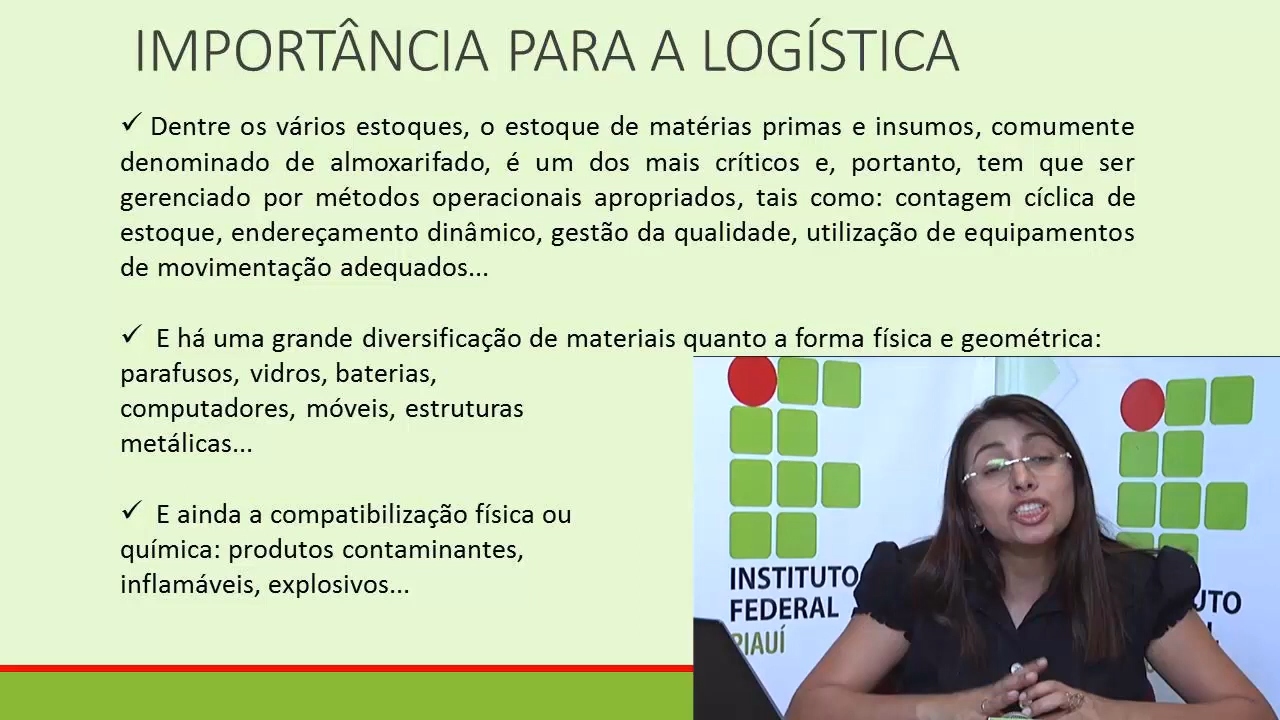 IMPORTÂNCIA PARA A LOGÍSTICA
✓ Dentre os vários estoques, o estoque de matérias primas e insumos, comumente
denominado de almoxarifado, é um dos mais críticos e, portanto, tem que ser
gerenciado por métodos operacionais apropriados, tais como: contagem cíclica de
estoque, endereçamento dinâmico, gestão da qualidade, utilização de equipamentos
de movimentação adequados...
✓ E há uma grande diversificação de materiais quanto a forma física e geométrica:
parafusos, vidros, baterias,
computadores, móveis, estruturas
metálicas...
✓ E ainda a compatibilização física ou
química: produtos contaminantes,
inflamáveis, explosivos...
INSTITUTO
FEDERAL
PIAUÍ
UTO